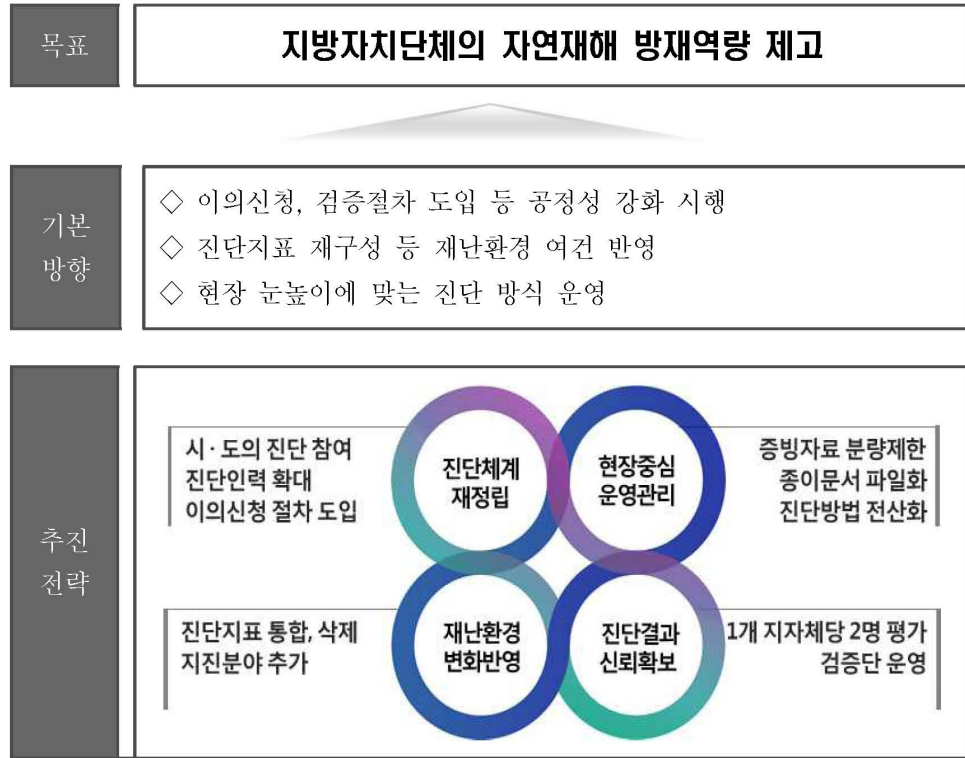 목표
지방자치단체의 자연재해 방재역량 제고
기본
방향
◇ 이의신청, 검증절차 도입 등 공정성 강화 시행
◇ 진단지표 재구성 등 재난환경 여건 반영
◇ 현장 눈높이에 맞는 진단 방식 운영
추진
전략
시·도의 진단 참여
진단인력 확대
이의신청 절차 도입
진단체계
재정립
현장중심
운영관리
증빙자료 분량제한
종이문서 파일화
진단방법 전산화
진단지표 통합, 삭제
지진분야 추가
재난환경
변화반영
진단결과
신뢰확보
1개 지자체당 2명 평가
검증단 운영